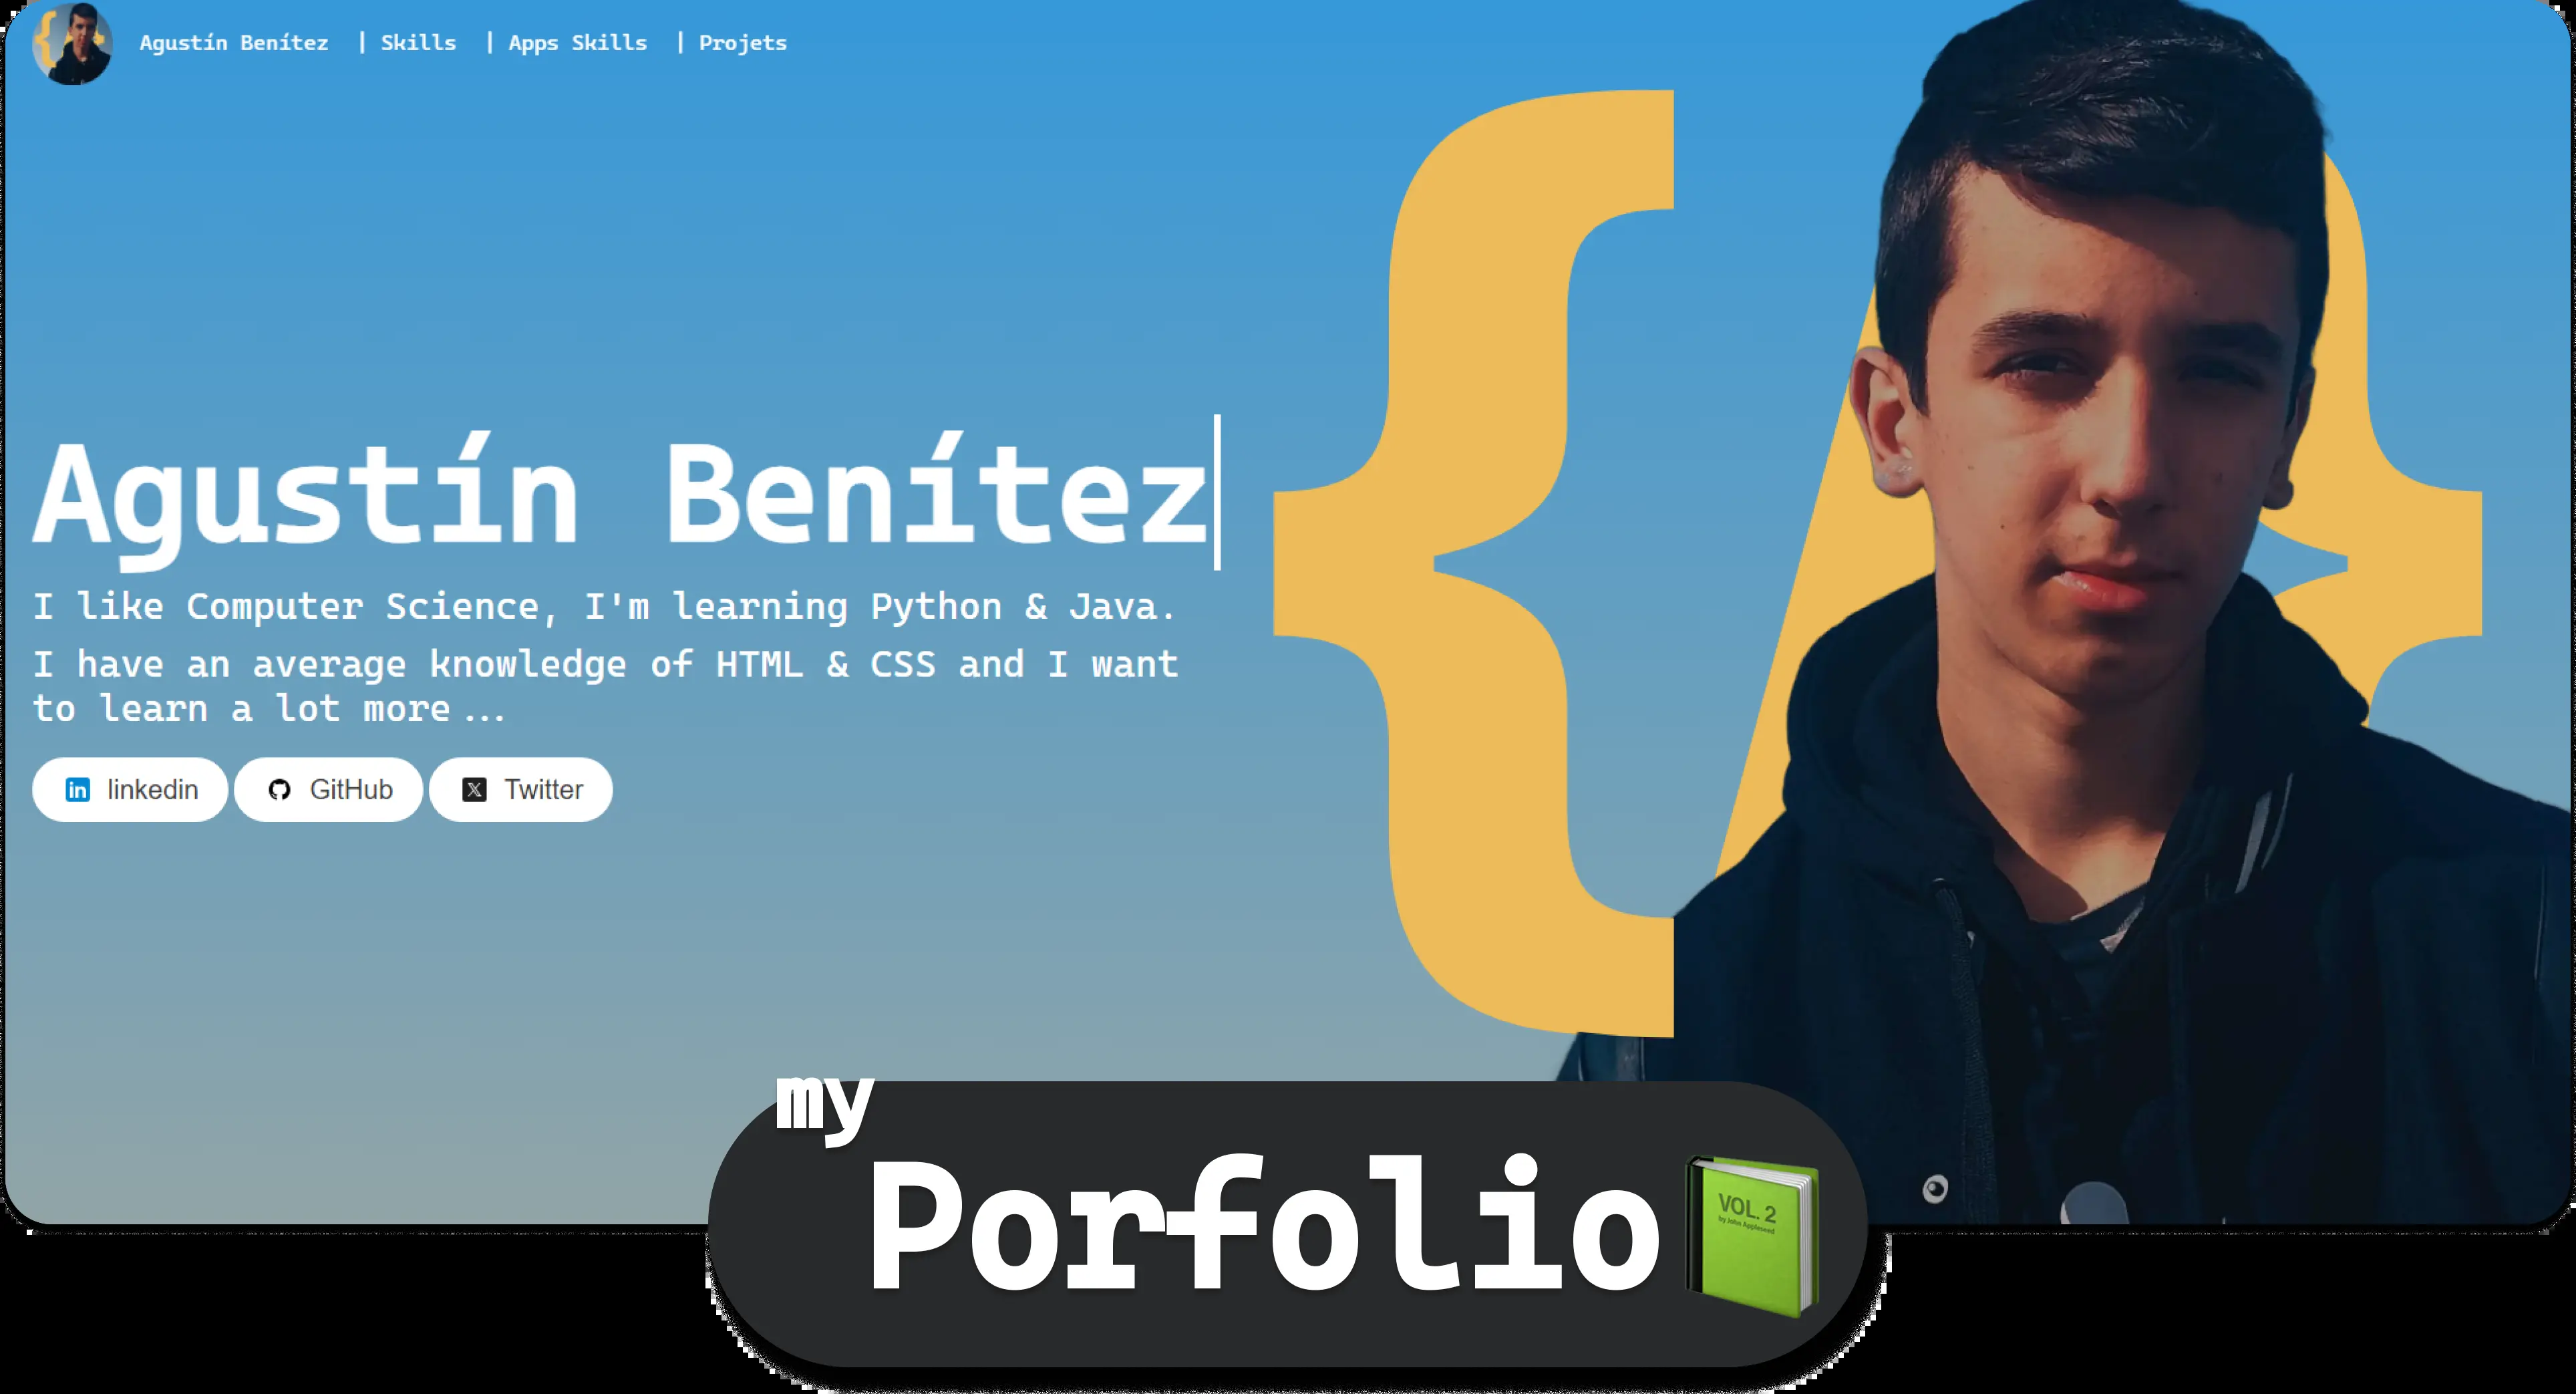 Agustín Benítez | Skills | Apps Skills | Projets
Agustín Benítez
I like Computer Science, I'm learning Python & Java.
I have an average knowledge of HTML & CSS and I want
to learn a lot more...
linkedin GitHub Twitter
my
Porfolio
VOL. 2
by John Appleseed